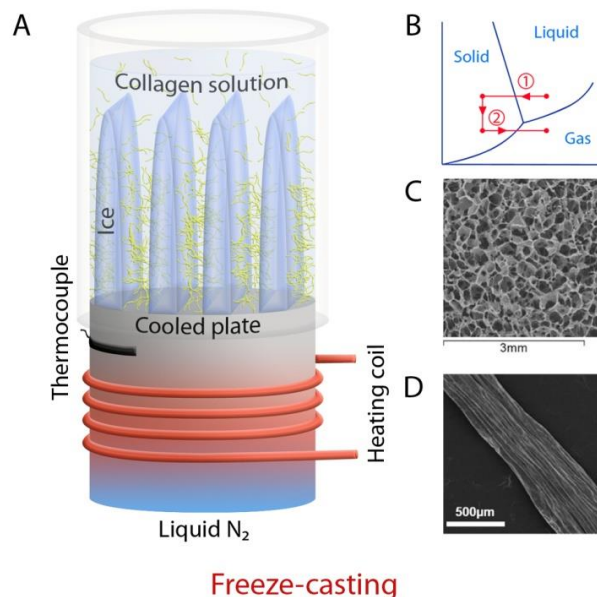 A
Collagen solution
Ice
Cooled plate
Thermocouple
Heating coil
Liquid N₂
B
Solid
Liquid
①
②
Gas
C
3mm
D
500µm
Freeze-casting